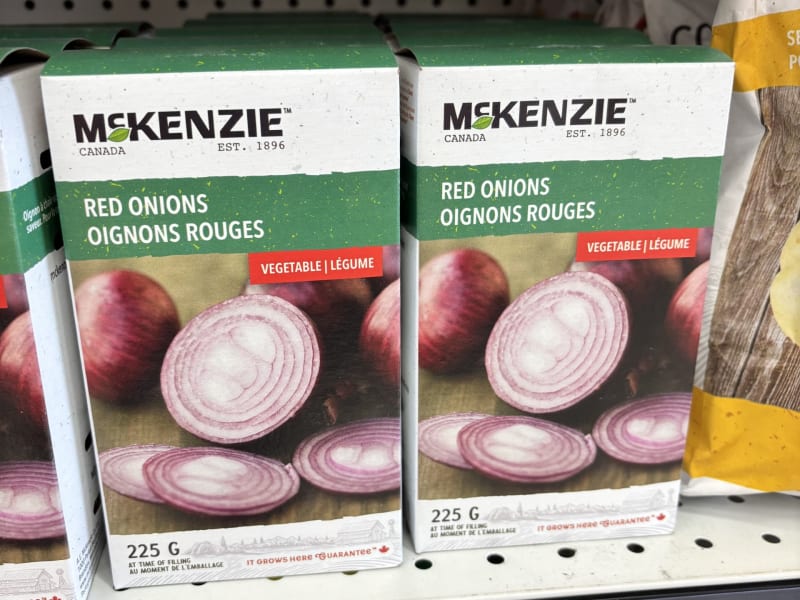 McKENZIE™
CANADA EST. 1896
RED ONIONS
OIGNONS ROUGES
VEGETABLE | LÉGUME
225 G
AT TIME OF FILLING
AU MOMENT DE L'EMBALLAGE
IT GROWS HERE GUARANTEE™
McKENZIE™
CANADA EST. 1896
RED ONIONS
OIGNONS ROUGES
VEGETABLE | LÉGUME
225 G
AT TIME OF FILLING
AU MOMENT DE L'EMBALLAGE
IT GROWS HERE GUARANTEE